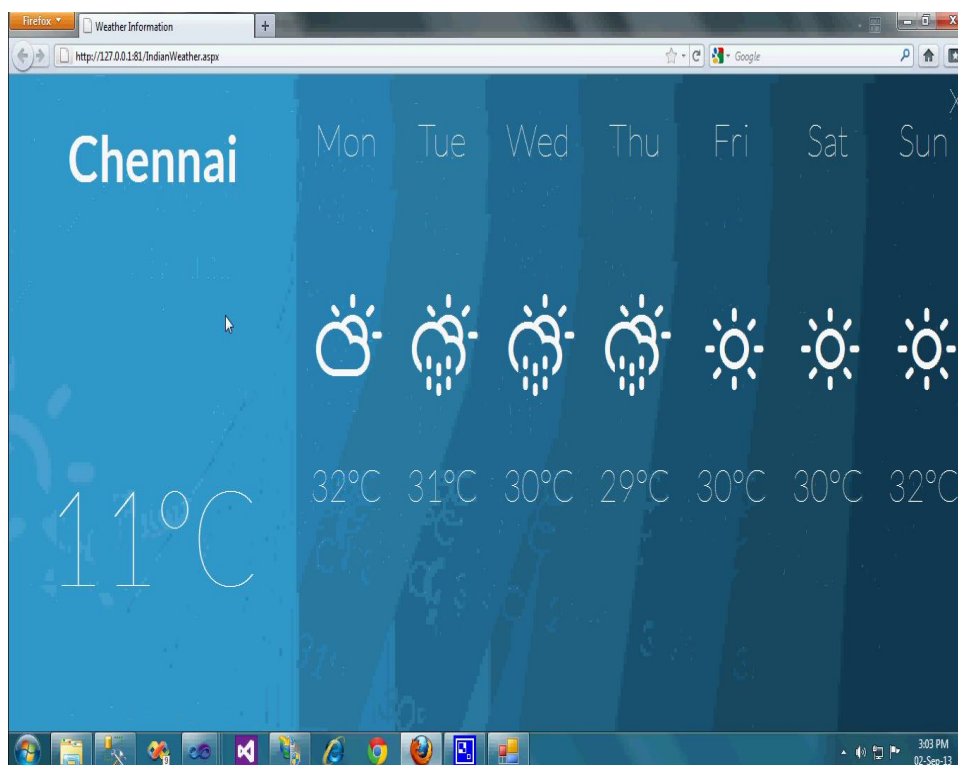 Firefox
Weather Information
http://127.0.0.1:81/IndianWeather.aspx
Google
Chennai
Mon Tue Wed Thu Fri Sat Sun
32°C 31°C 30°C 29°C 30°C 30°C 32°C
11°C
3:03 PM
02-Sep-13